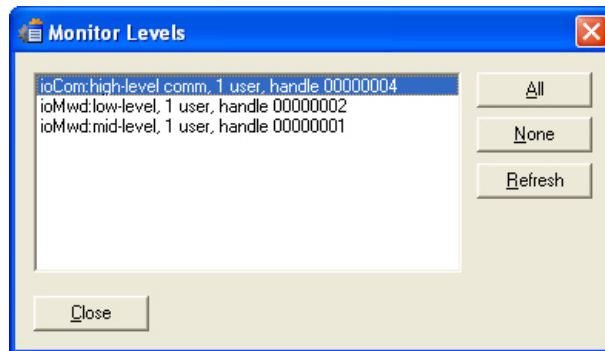 Monitor Levels
ioCom:high-level comm, 1 user, handle 00000004
ioMwd:low-level, 1 user, handle 00000002
ioMwd:mid-level, 1 user, handle 00000001
All
None
Refresh
Close